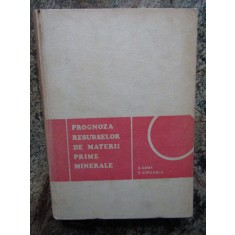 PROGNOZA
RESURSELOR
DE MATERII
PRIME
MINERALE